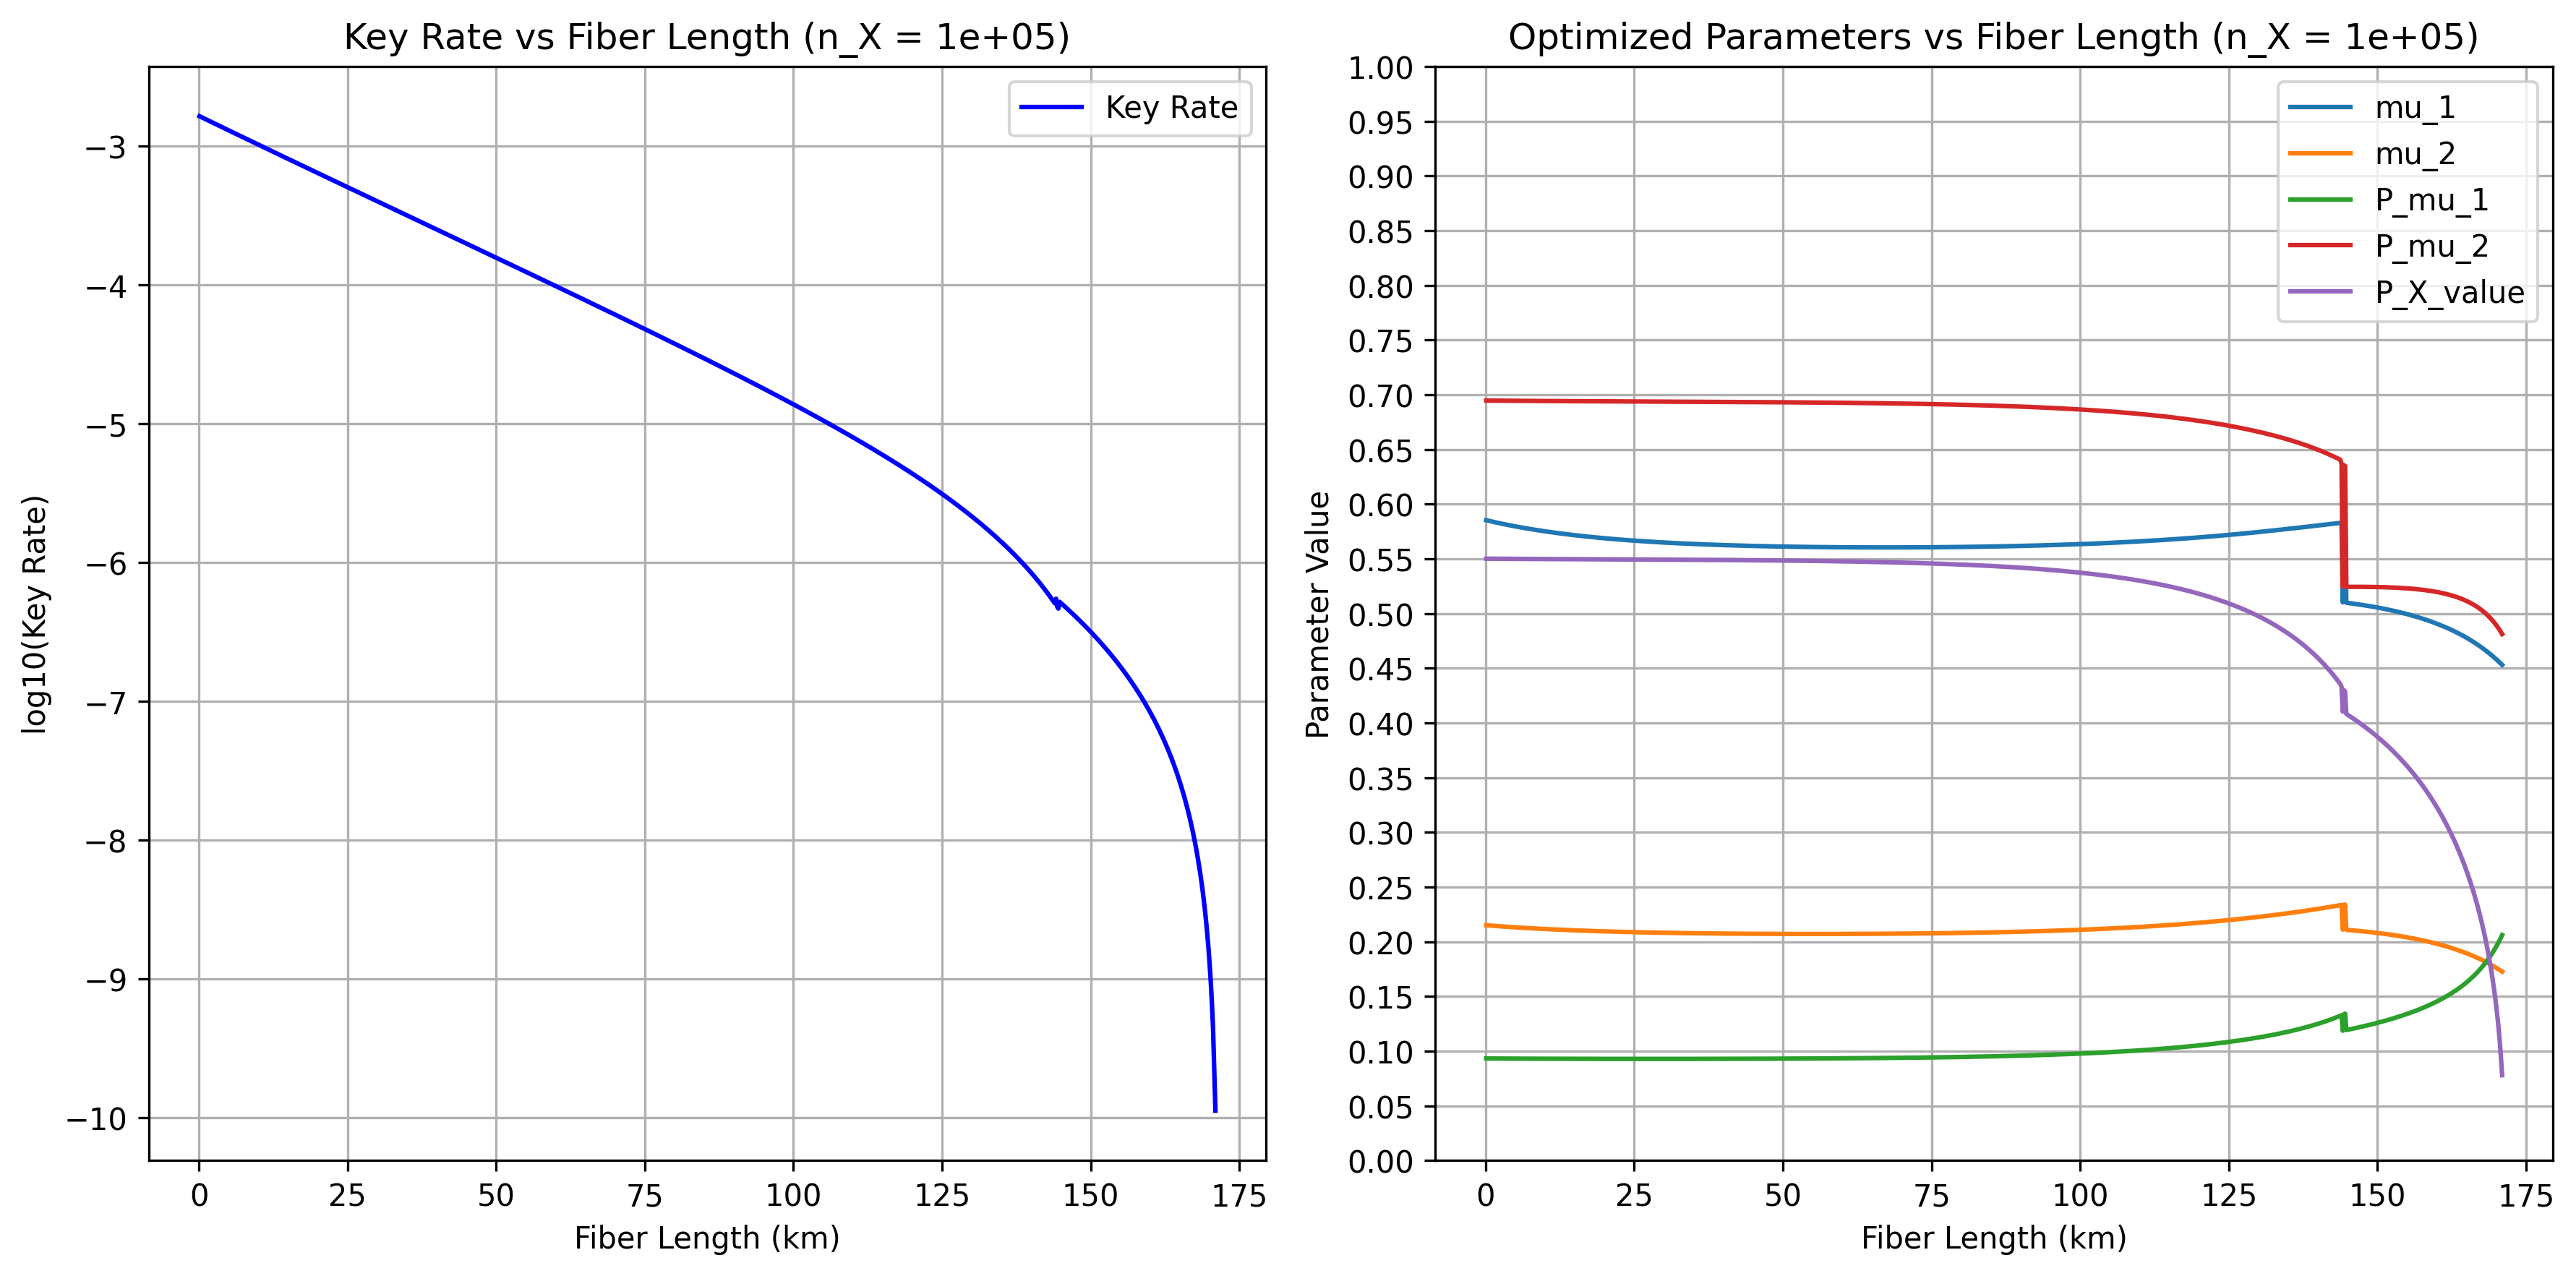 Key Rate vs Fiber Length (n_X = 1e+05)
Key Rate
−3
−4
−5
−6
−7
−8
−9
−10
log10(Key Rate)
0 25 50 75 100 125 150 175
Fiber Length (km)
Optimized Parameters vs Fiber Length (n_X = 1e+05)
mu_1
mu_2
P_mu_1
P_mu_2
P_X_value
1.00
0.95
0.90
0.85
0.80
0.75
0.70
0.65
0.60
0.55
0.50
0.45
0.40
0.35
0.30
0.25
0.20
0.15
0.10
0.05
0.00
Parameter Value
0 25 50 75 100 125 150 175
Fiber Length (km)